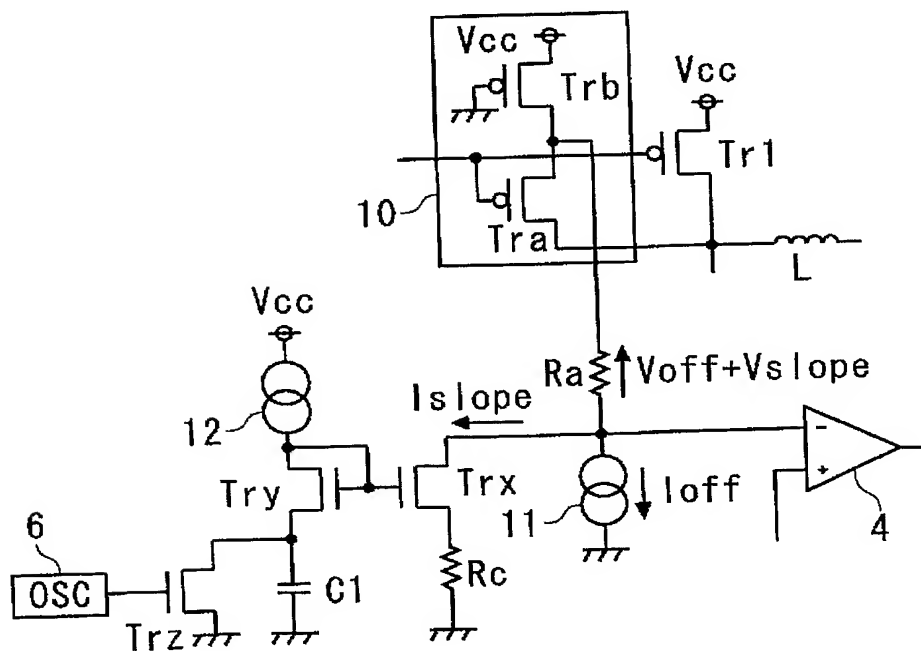 Vcc
Trb
Vcc
Tr1
10
Tra
L
Vcc
Ra
Voff+Vslope
Islope
12
Try
Trx
11
Ioff
-
+
4
6
OSC
C1
Rc
Trz